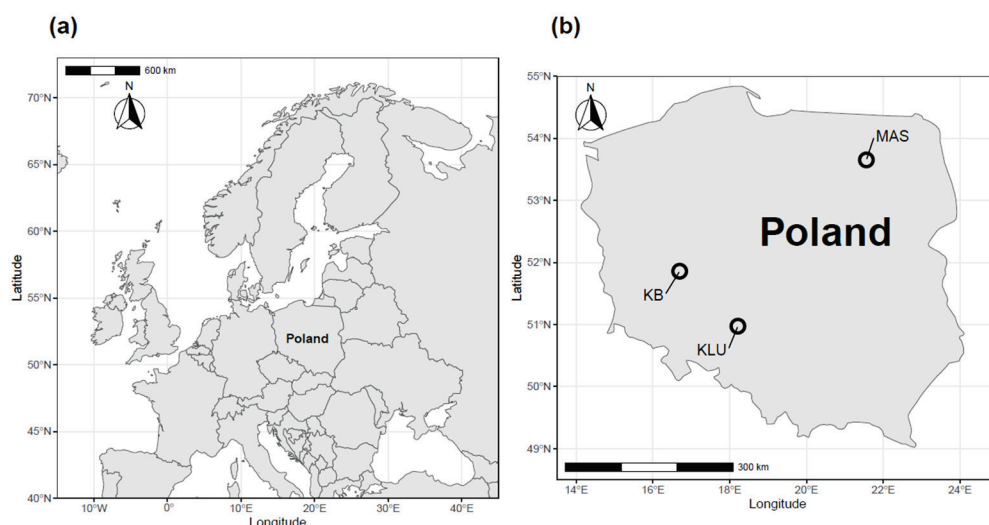 (a)
600 km
N
70°N
65°N
60°N
55°N
50°N
45°N
40°N
Latitude
Poland
10°W
0°
10°E
20°E
30°E
40°E
Longitude
(b)
55°N
54°N
53°N
52°N
51°N
50°N
49°N
Latitude
N
MAS
Poland
KB
KLU
300 km
14°E
16°E
18°E
20°E
22°E
24°E
Longitude